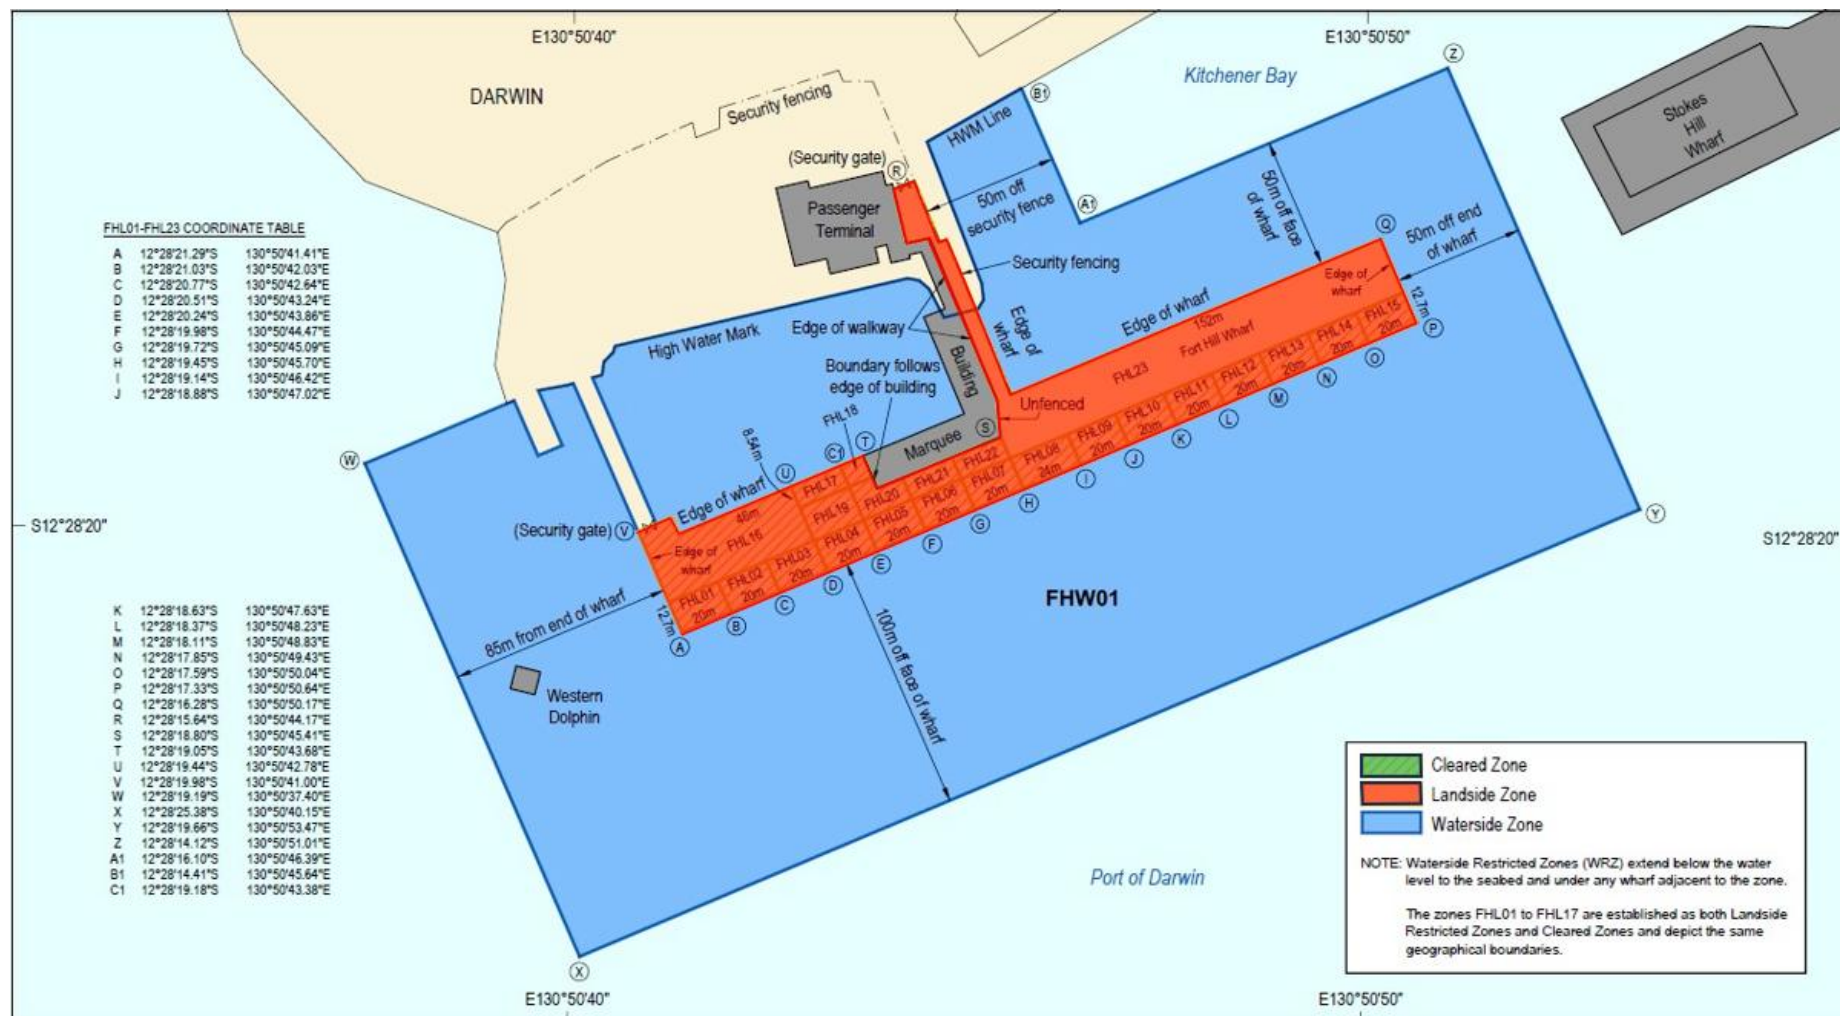 E130°50'40"
E130°50'50"
Z
Kitchener Bay
DARWIN
Security fencing
B1
HWM Line
Stokes
Hill
Wharf
(Security gate)
R
50m off
security fence
A1
50m off face
of wharf
Passenger
Terminal
Q
50m off end
of wharf
FHL01-FHL23 COORDINATE TABLE
A 12°28'21.29"S 130°50'41.41"E
B 12°28'21.03"S 130°50'42.03"E
C 12°28'20.77"S 130°50'42.64"E
D 12°28'20.51"S 130°50'43.24"E
E 12°28'20.24"S 130°50'43.86"E
F 12°28'19.98"S 130°50'44.47"E
G 12°28'19.72"S 130°50'45.09"E
H 12°28'19.45"S 130°50'45.70"E
I 12°28'19.14"S 130°50'46.42"E
J 12°28'18.88"S 130°50'47.02"E
Security fencing
Edge of
wharf
High Water Mark
Edge of walkway
Edge of
wharf
Edge of wharf
152m
Fort Hill Wharf
FHL23
12.7m
P
Boundary follows
edge of building
Building
Unfenced
FHL18
Marquee
S
W
8.54m
U
C1
T
Edge of wharf
46m
FHL17
FHL19
FHL20
FHL21
FHL22
S12°28'20"
(Security gate)
V
Edge of
wharf
FHL16
FHL01
20m
FHL02
20m
FHL03
20m
FHL04
20m
FHL05
20m
FHL06
20m
FHL07
20m
FHL08
24m
FHL09
20m
FHL10
20m
FHL11
20m
FHL12
20m
FHL13
20m
FHL14
20m
FHL15
20m
12.7m
A
B
C
D
E
F
G
H
I
J
K
L
M
N
O
Y
S12°28'20"
85m from end of wharf
100m off face of wharf
FHW01
Western
Dolphin
K 12°28'18.63"S 130°50'47.63"E
L 12°28'18.37"S 130°50'48.23"E
M 12°28'18.11"S 130°50'48.83"E
N 12°28'17.85"S 130°50'49.43"E
O 12°28'17.59"S 130°50'50.04"E
P 12°28'17.33"S 130°50'50.64"E
Q 12°28'16.28"S 130°50'50.17"E
R 12°28'15.64"S 130°50'44.17"E
S 12°28'18.80"S 130°50'45.41"E
T 12°28'19.05"S 130°50'43.68"E
U 12°28'19.44"S 130°50'42.78"E
V 12°28'19.98"S 130°50'41.00"E
W 12°28'19.19"S 130°50'37.40"E
X 12°28'25.38"S 130°50'40.15"E
Y 12°28'19.66"S 130°50'53.47"E
Z 12°28'14.12"S 130°50'51.01"E
A1 12°28'16.10"S 130°50'46.39"E
B1 12°28'14.41"S 130°50'45.64"E
C1 12°28'19.18"S 130°50'43.38"E
Port of Darwin
Cleared Zone
Landside Zone
Waterside Zone
NOTE: Waterside Restricted Zones (WRZ) extend below the water
level to the seabed and under any wharf adjacent to the zone.
The zones FHL01 to FHL17 are established as both Landside
Restricted Zones and Cleared Zones and depict the same
geographical boundaries.
X
E130°50'40"
E130°50'50"